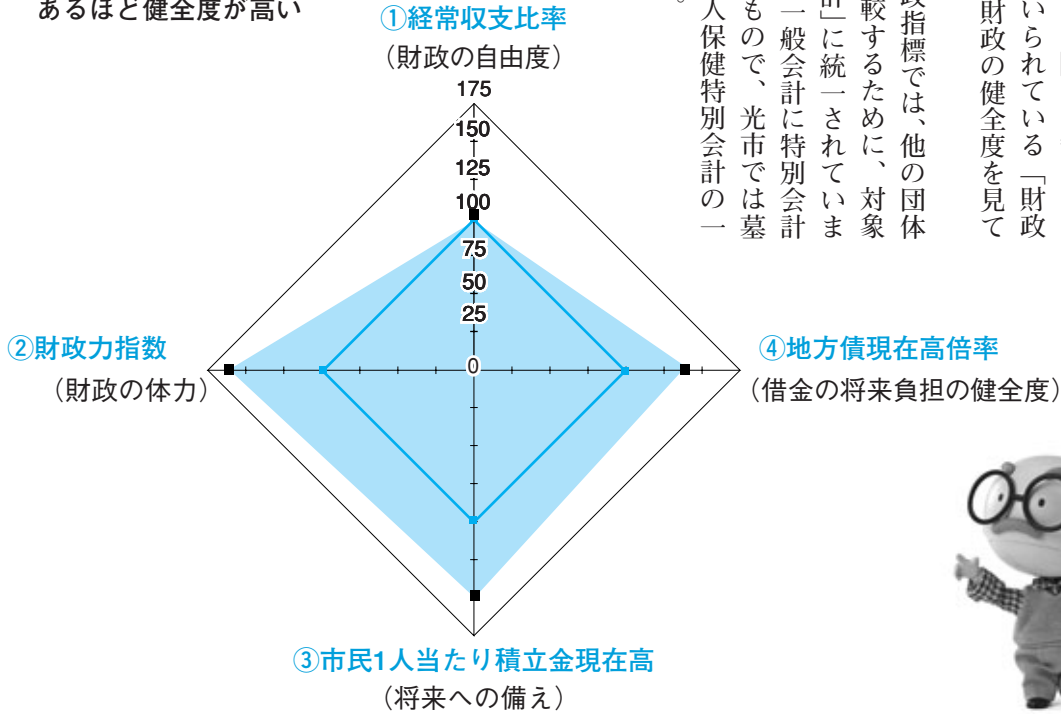 あるほど健全度が高い
いられている「財政
財政の健全度を見て
政指標では、他の団体
較するために、対象
計」に統一されていま
一般会計に特別会計
もので、光市では墓
人保健特別会計の一
。
①経常収支比率
（財政の自由度）
175
150
125
100
75
50
25
0
②財政力指数
（財政の体力）
④地方債現在高倍率
（借金の将来負担の健全度）
③市民1人当たり積立金現在高
（将来への備え）